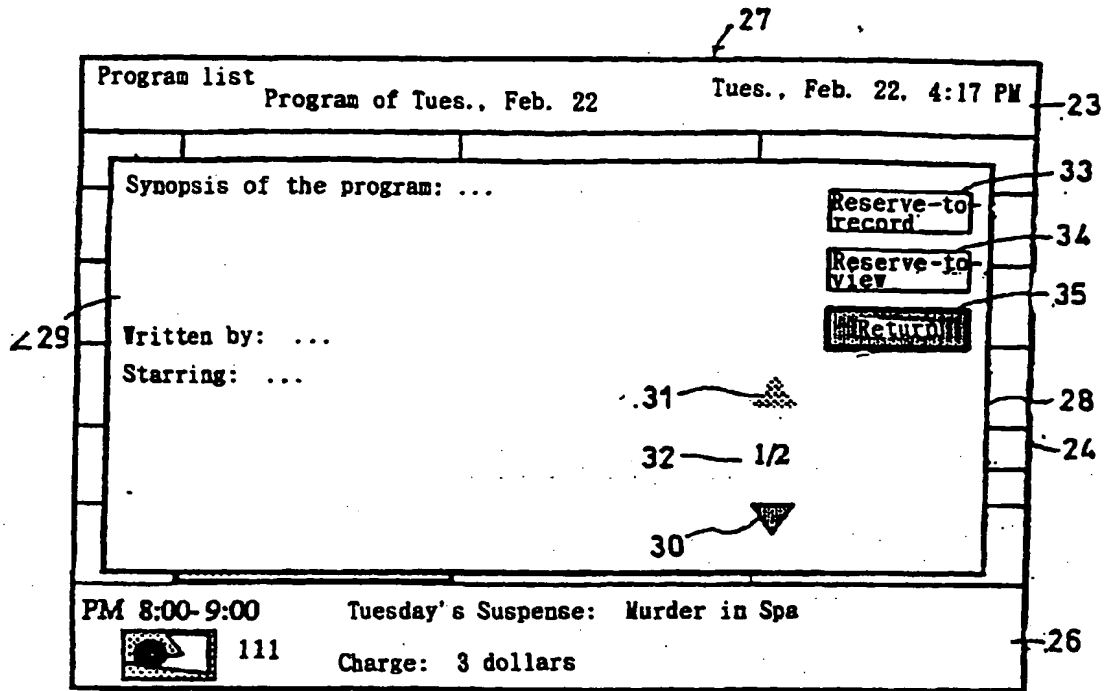 27
Program list
Program of Tues., Feb. 22
Tues., Feb. 22, 4:17 PM
23
Synopsis of the program: ...
33
Reserve-to-
record
34
Reserve-to-
view
35
Return
29
Written by: ...
Starring: ...
31
28
24
32
1/2
30
PM 8:00-9:00
Tuesday's Suspense: Murder in Spa
26
111
Charge: 3 dollars